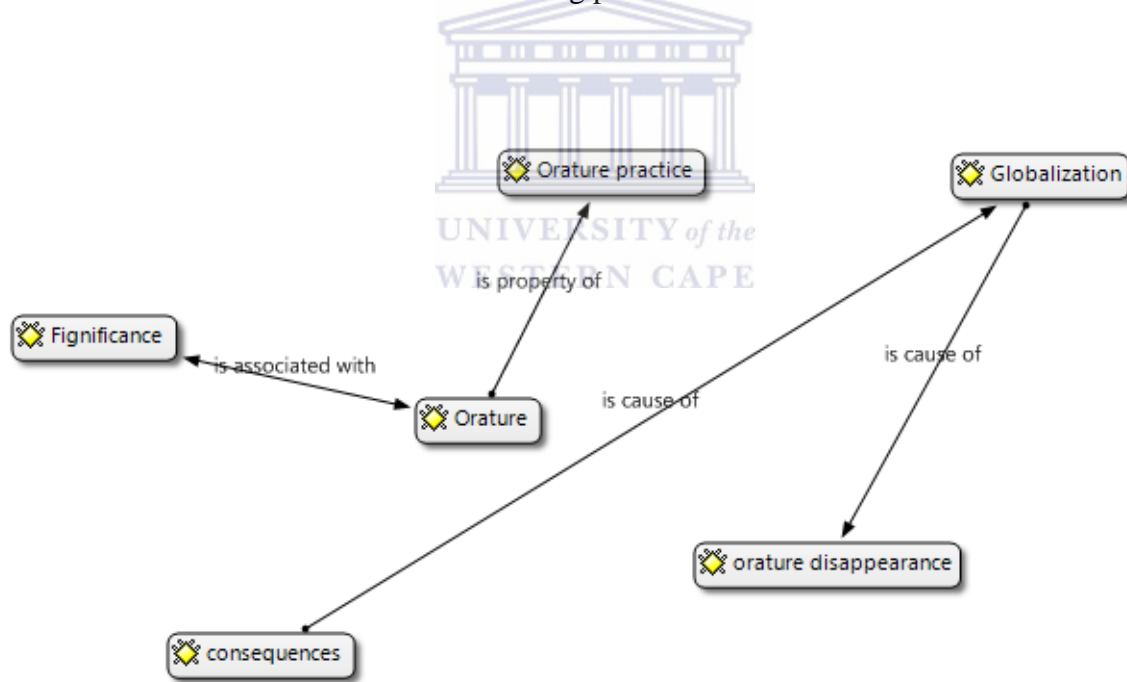 Orature practice
Globalization
UNIVERSITY of the
WESTERN CAPE
is property of
Fignificance
is associated with
is cause of
is cause of
Orature
orature disappearance
consequences